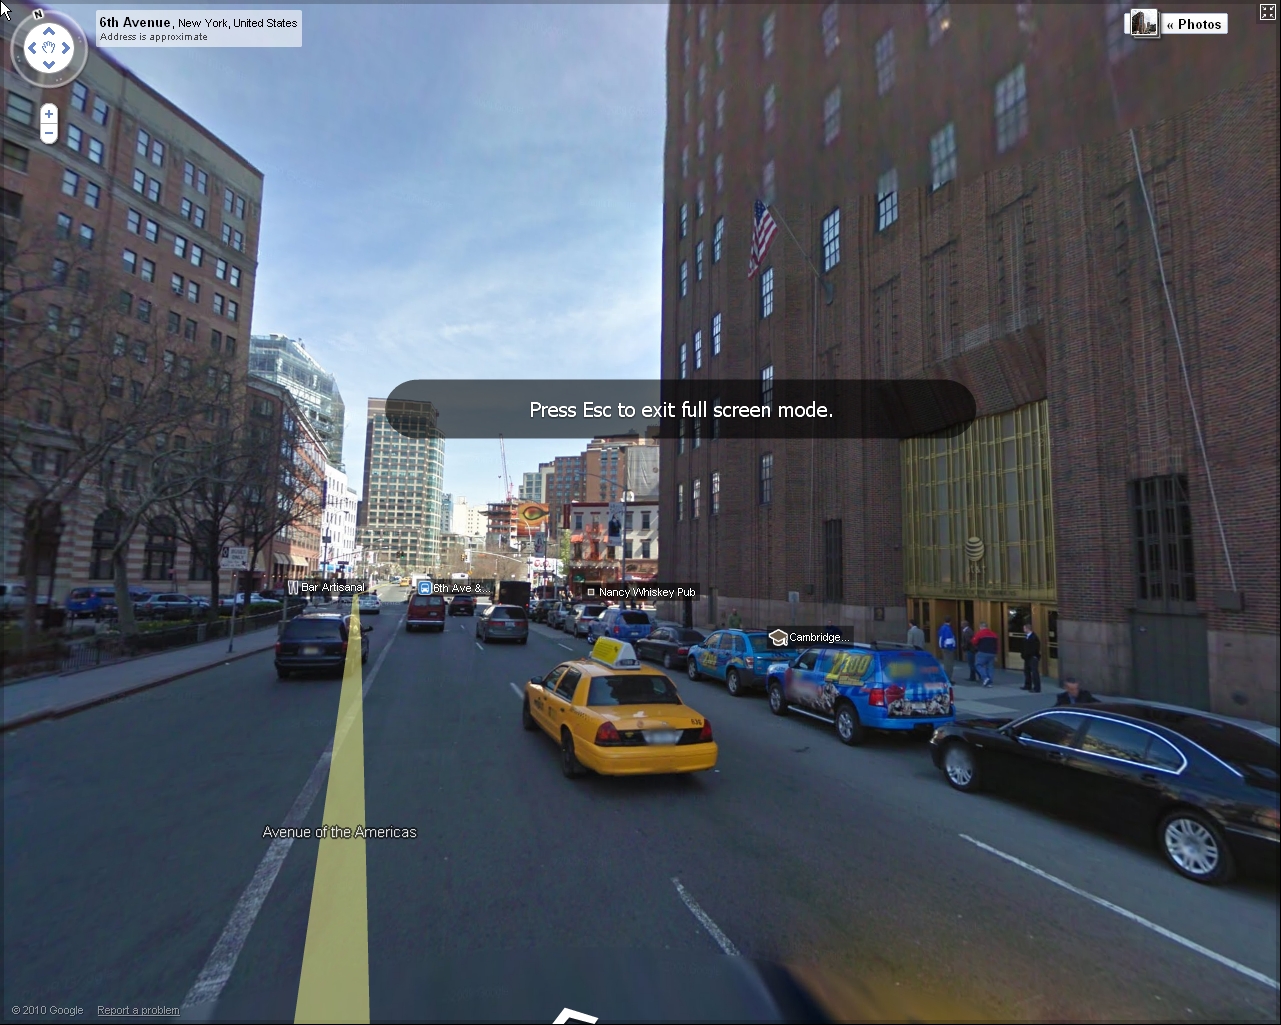 N
6th Avenue, New York, United States
Address is approximate
« Photos
Press Esc to exit full screen mode.
Bar Artisanal
6th Ave &...
Nancy Whiskey Pub
Cambridge...
Avenue of the Americas
© 2010 Google
Report a problem